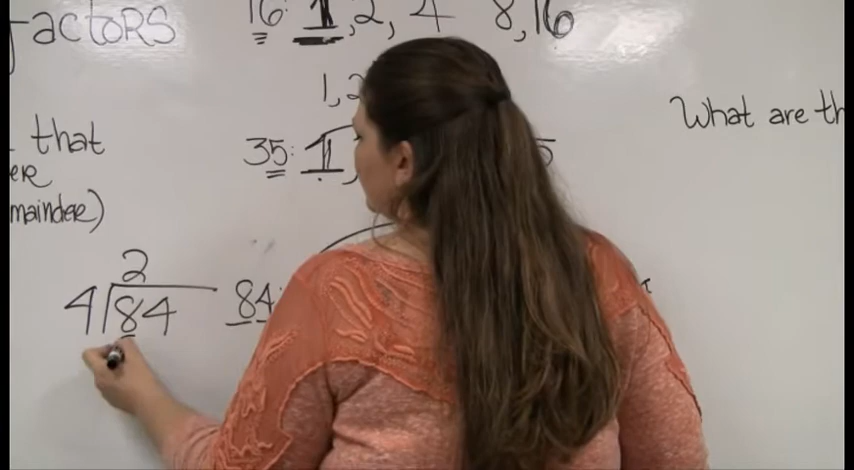 Factors
16: 1, 2, 4 8, 16
1, 2
What are th
that
er
35: 1,
5
mainder)
2
4 84
84: